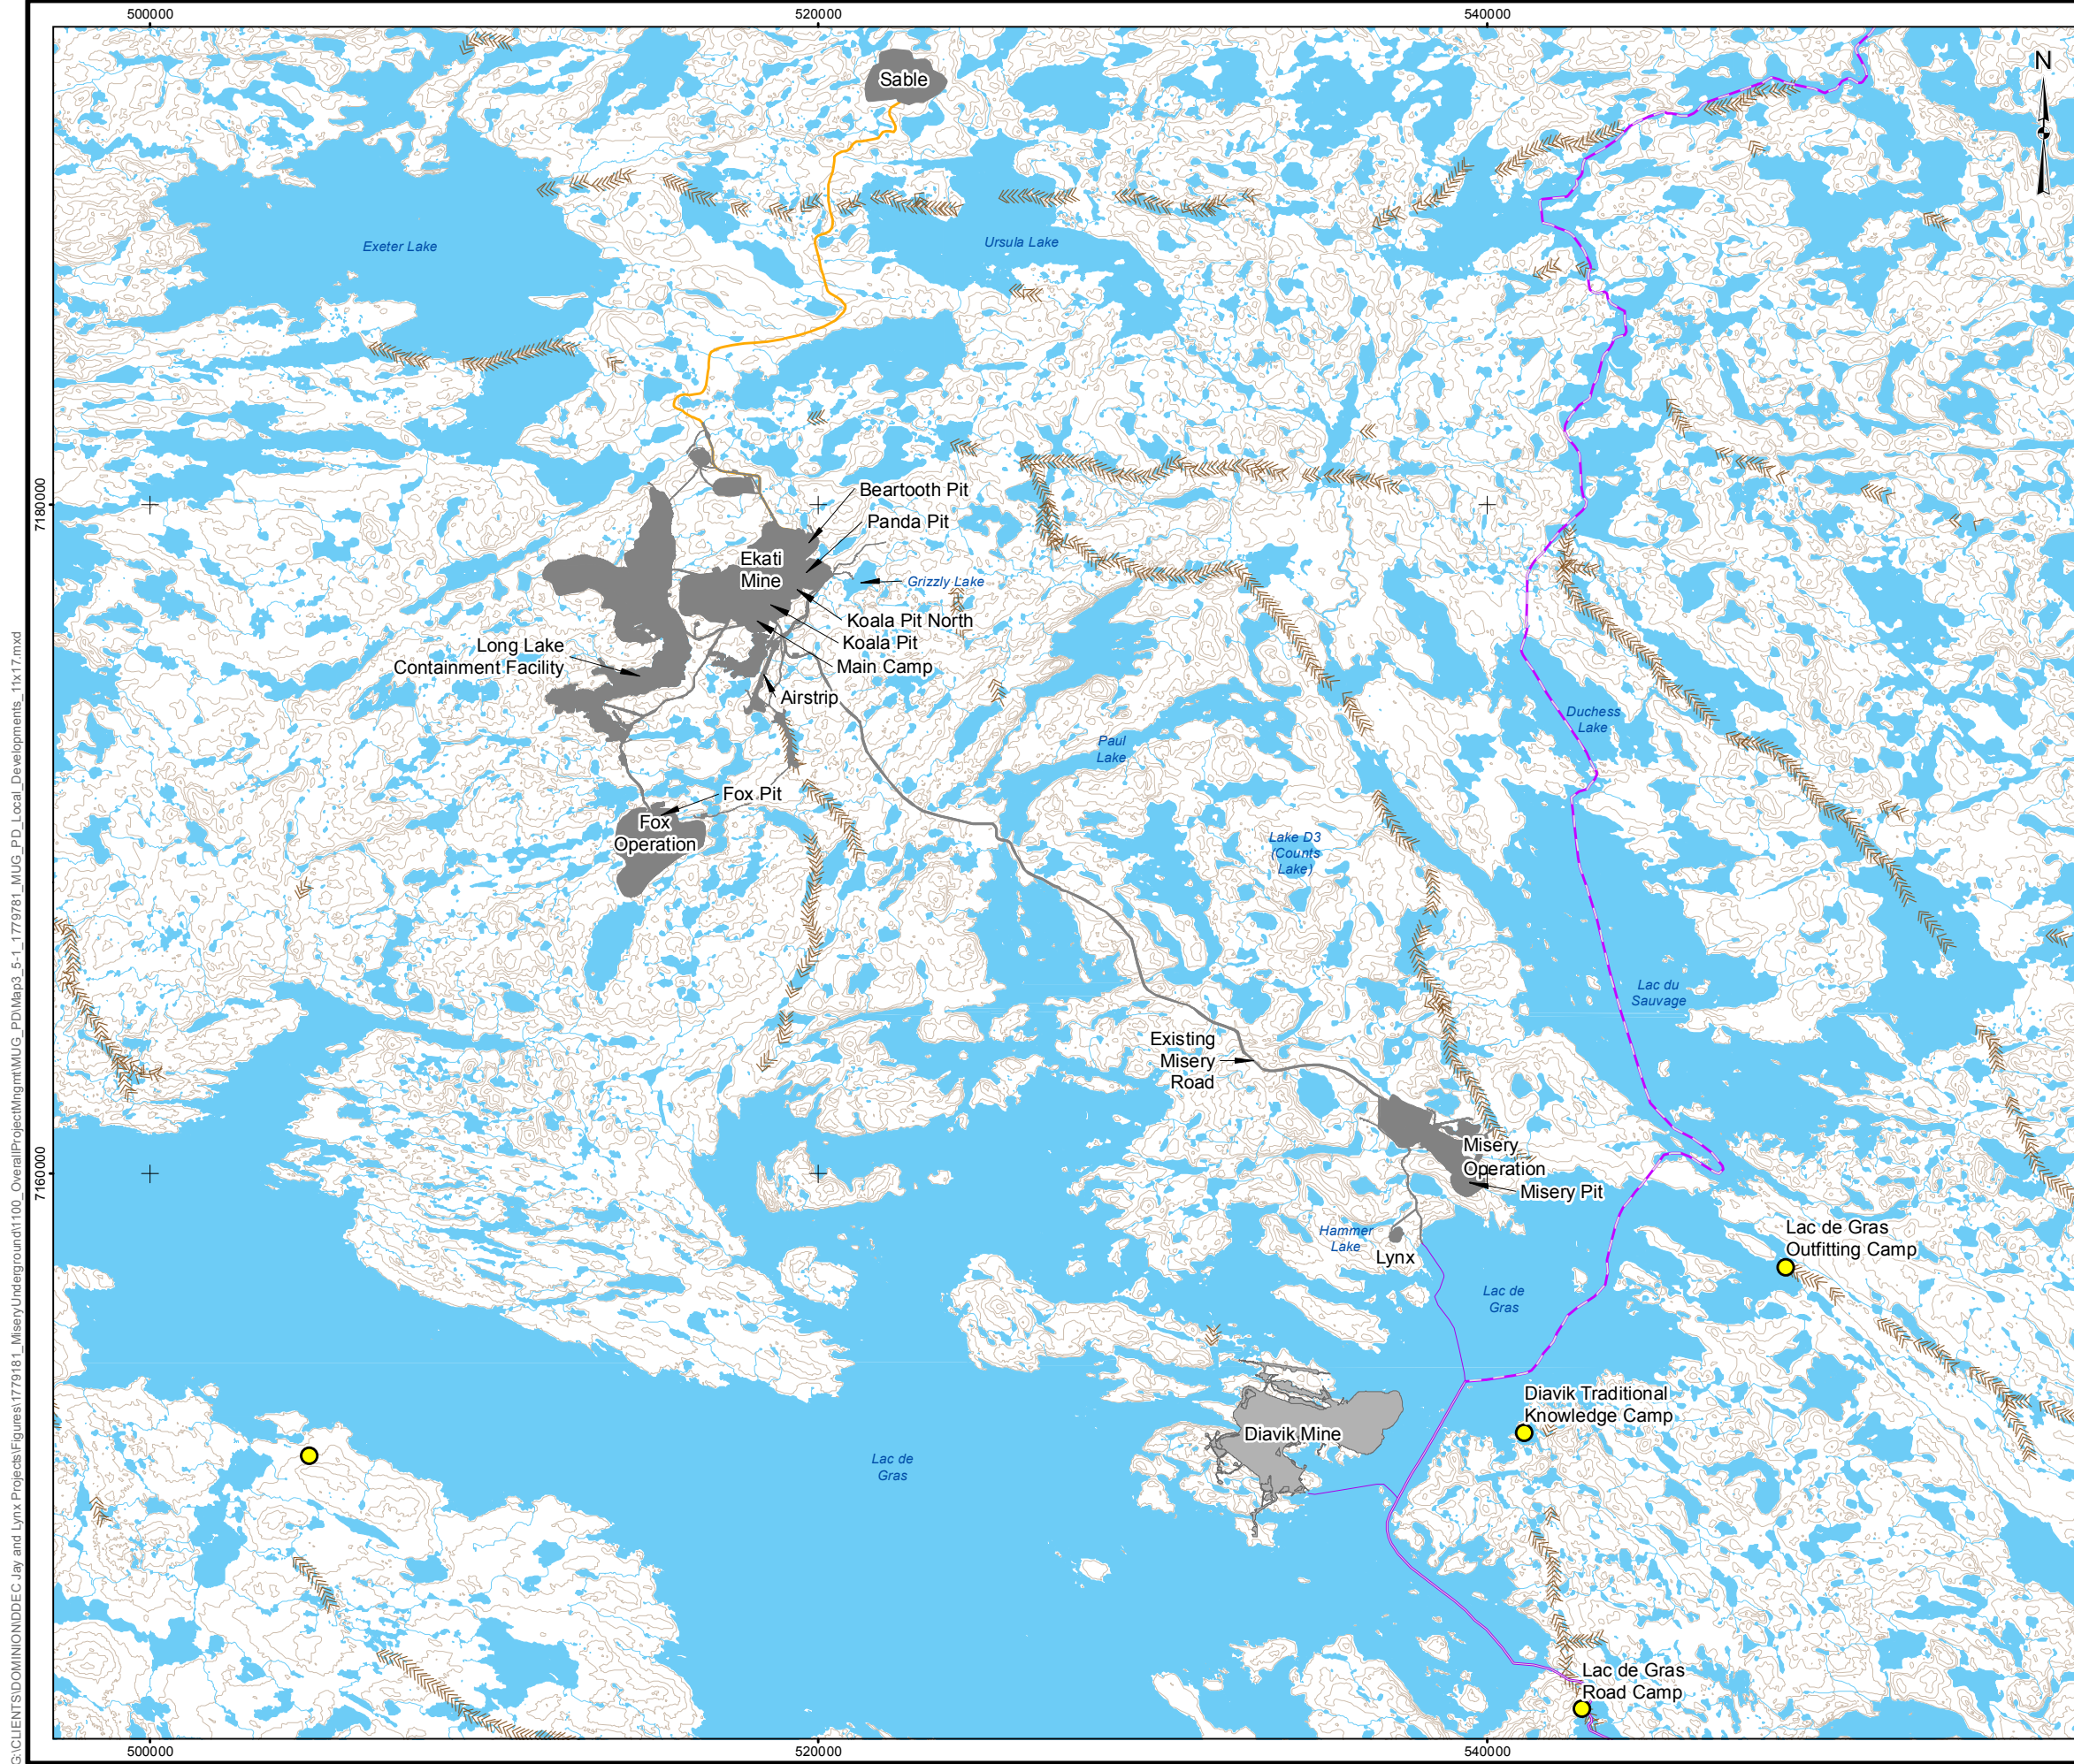 500000
520000
540000
N
Sable
Exeter Lake
Ursula Lake
7180000
Beartooth Pit
Panda Pit
Ekati
Mine
Grizzly Lake
Koala Pit North
Koala Pit
Main Camp
Long Lake
Containment Facility
Airstrip
Duchess
Lake
Paul
Lake
Fox Pit
Fox
Operation
Lake D3
(Counts
Lake)
Lac du
Sauvage
Existing
Misery
Road
7160000
Misery
Operation
Misery Pit
Hammer
Lake
Lynx
Lac de Gras
Outfitting Camp
Lac de
Gras
Diavik Traditional
Knowledge Camp
Diavik Mine
Lac de
Gras
Lac de Gras
Road Camp
500000
520000
540000
G:\CLIENTS\DOMINION\DDEC Jay and Lynx Projects\Figures\1779181_MiseryUnderground\1100_OverallProjectMngmt\MUG_PD\Map3_5-1_1779781_MUG_PD_Local_Developments_11x17.mxd